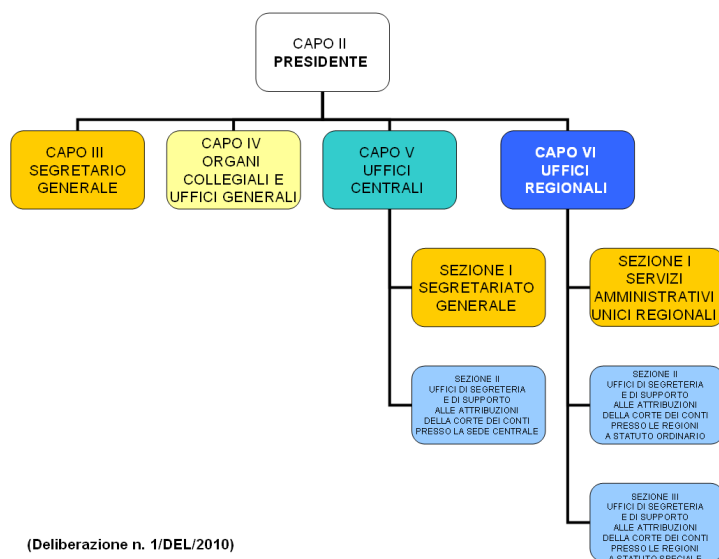 CAPO II
PRESIDENTE
CAPO III
SEGRETARIO
GENERALE
CAPO IV
ORGANI
COLLEGIALI E
UFFICI GENERALI
CAPO V
UFFICI
CENTRALI
CAPO VI
UFFICI
REGIONALI
SEZIONE I
SEGRETARIATO
GENERALE
SEZIONE I
SERVIZI
AMMINISTRATIVI
UNICI REGIONALI
SEZIONE II
UFFICI DI SEGRETERIA
E DI SUPPORTO
ALLE ATTRIBUZIONI
DELLA CORTE DEI CONTI
PRESSO LA SEDE CENTRALE
SEZIONE II
UFFICI DI SEGRETERIA
E DI SUPPORTO
ALLE ATTRIBUZIONI
DELLA CORTE DEI CONTI
PRESSO LE REGIONI
A STATUTO ORDINARIO
SEZIONE III
UFFICI DI SEGRETERIA
E DI SUPPORTO
ALLE ATTRIBUZIONI
DELLA CORTE DEI CONTI
PRESSO LE REGIONI
A STATUTO SPECIALE
(Deliberazione n. 1/DEL/2010)